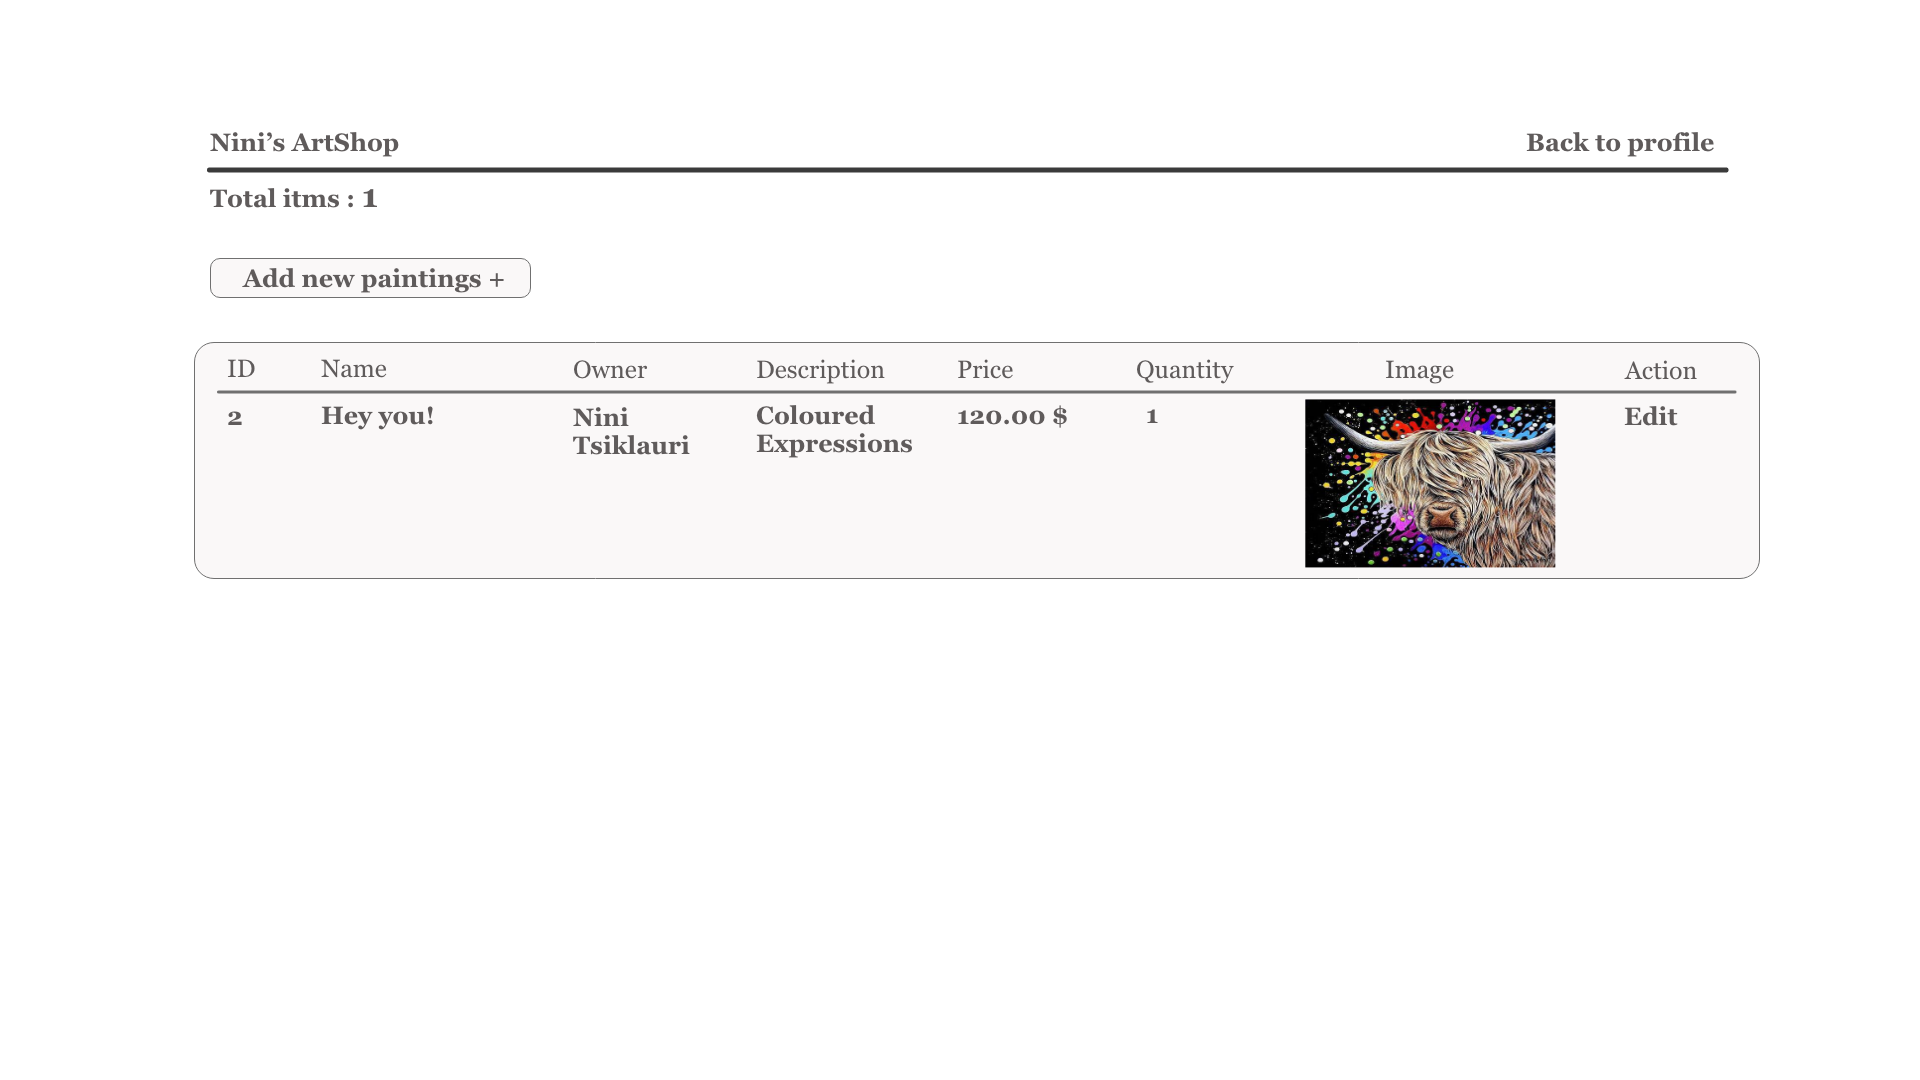 Nini’s ArtShop
Back to profile
Total itms : 1
Add new paintings +
ID Name Owner Description Price Quantity Image Action
2 Hey you! Nini Coloured 120.00 $ 1 Edit
Tsiklauri Expressions